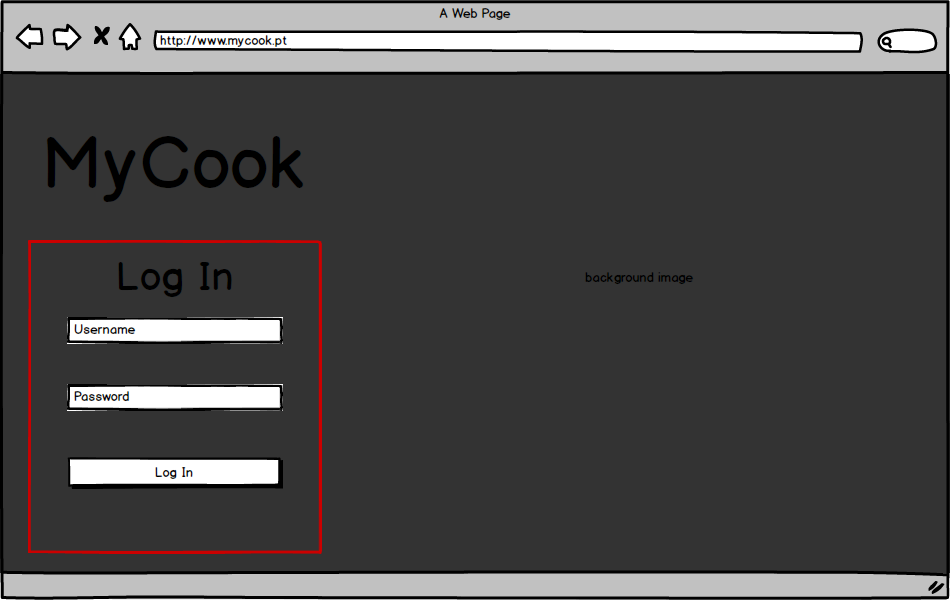 A Web Page
http://www.mycook.pt
MyCook
Log In
background image
Username
Password
Log In